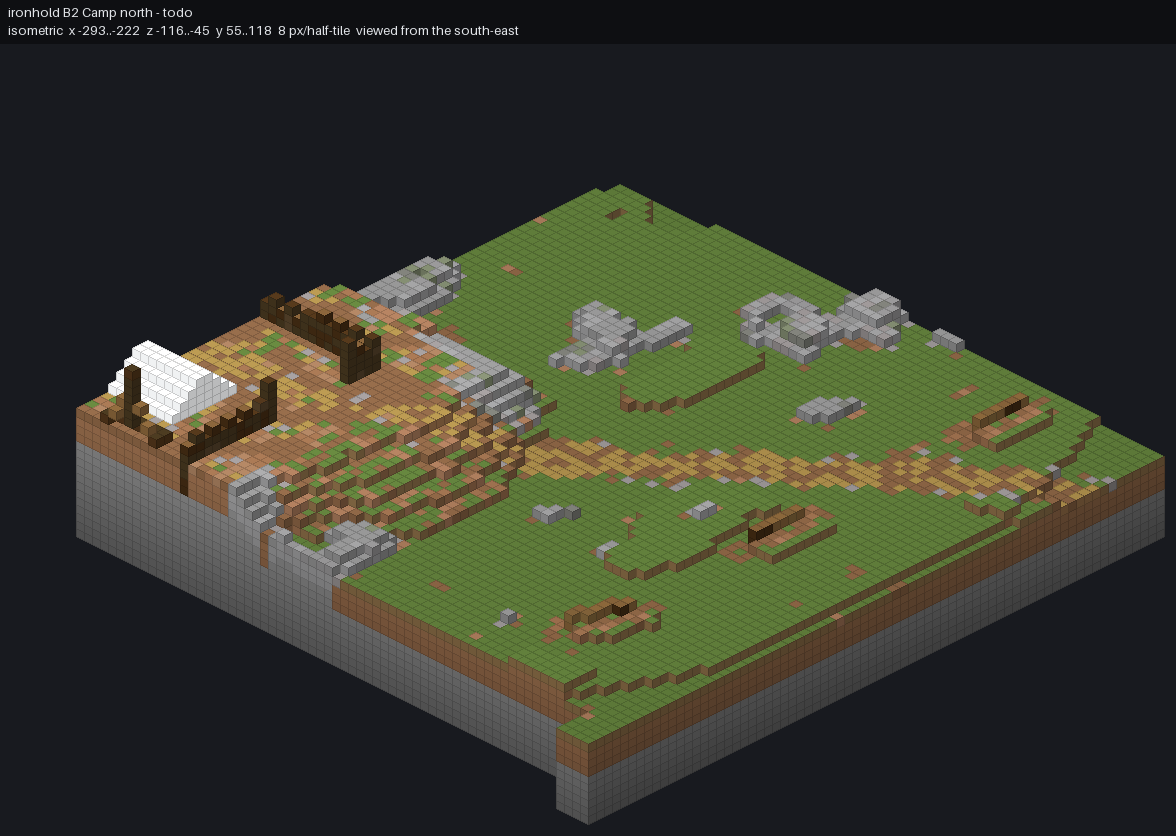 ironhold B2 Camp north - todo
isometric x -293..-222 z -116..-45 y 55..118 8 px/half-tile viewed from the south-east